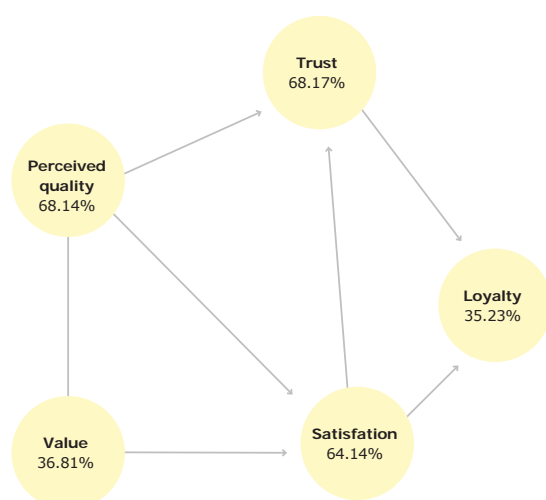 Trust
68.17%
Perceived
quality
68.14%
Loyalty
35.23%
Value
36.81%
Satisfation
64.14%